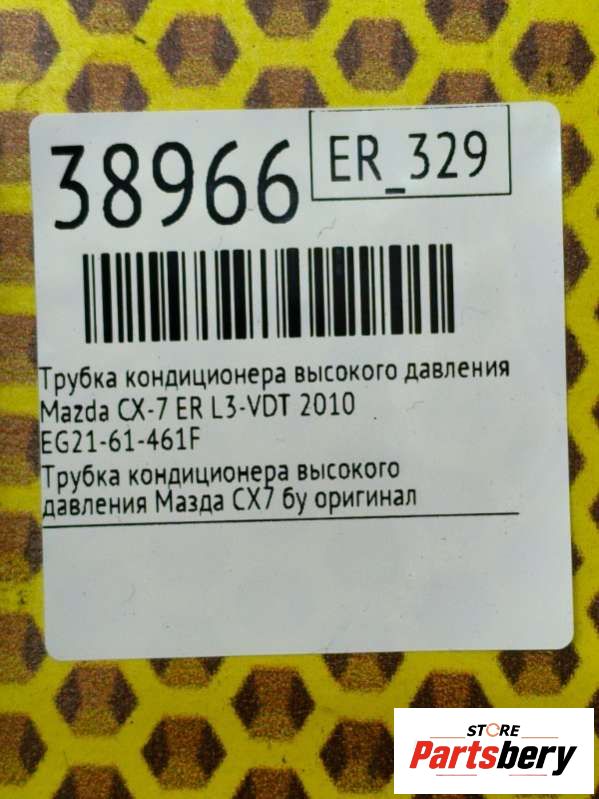 38966
ER_329
Трубка кондиционера высокого давления
Mazda CX-7 ER L3-VDT 2010
EG21-61-461F
Трубка кондиционера высокого
давления Мазда СХ7 бу оригинал
STORE
Partsbery